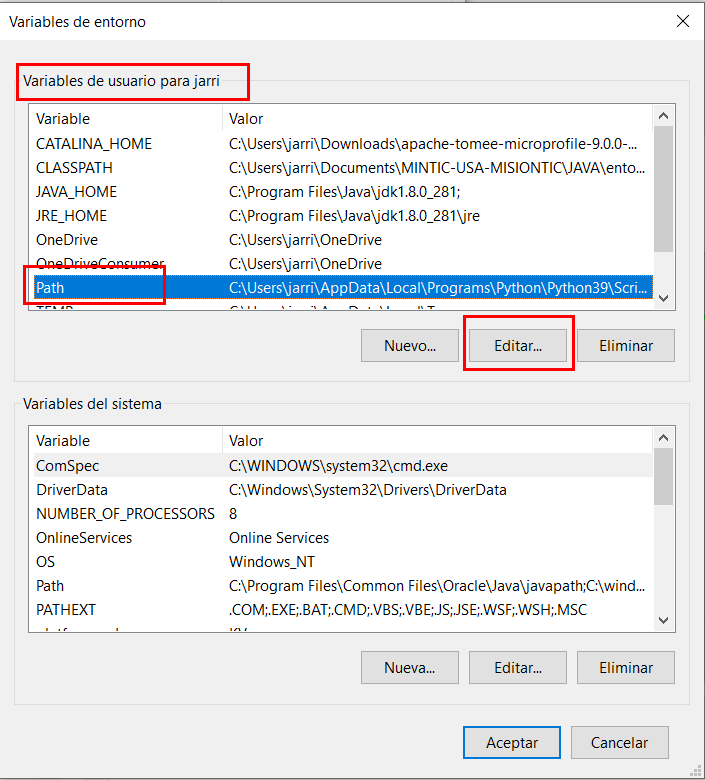 Variables de entorno
Variables de usuario para jarri
Variable Valor
CATALINA_HOME C:\Users\jarri\Downloads\apache-tomee-microprofile-9.0.0-...
CLASSPATH C:\Users\jarri\Documents\MINTIC-USA-MISIONTIC\JAVA\ento...
JAVA_HOME C:\Program Files\Java\jdk1.8.0_281;
JRE_HOME C:\Program Files\Java\jdk1.8.0_281\jre
OneDrive C:\Users\jarri\OneDrive
OneDriveConsumer C:\Users\jarri\OneDrive
Path C:\Users\jarri\AppData\Local\Programs\Python\Python39\Scri...
Nuevo... Editar... Eliminar
Variables del sistema
Variable Valor
ComSpec C:\WINDOWS\system32\cmd.exe
DriverData C:\Windows\System32\Drivers\DriverData
NUMBER_OF_PROCESSORS 8
OnlineServices Online Services
OS Windows_NT
Path C:\Program Files\Common Files\Oracle\Java\javapath;C:\wind...
PATHEXT .COM;.EXE;.BAT;.CMD;.VBS;.VBE;.JS;.JSE;.WSF;.WSH;.MSC
Nueva... Editar... Eliminar
Aceptar Cancelar